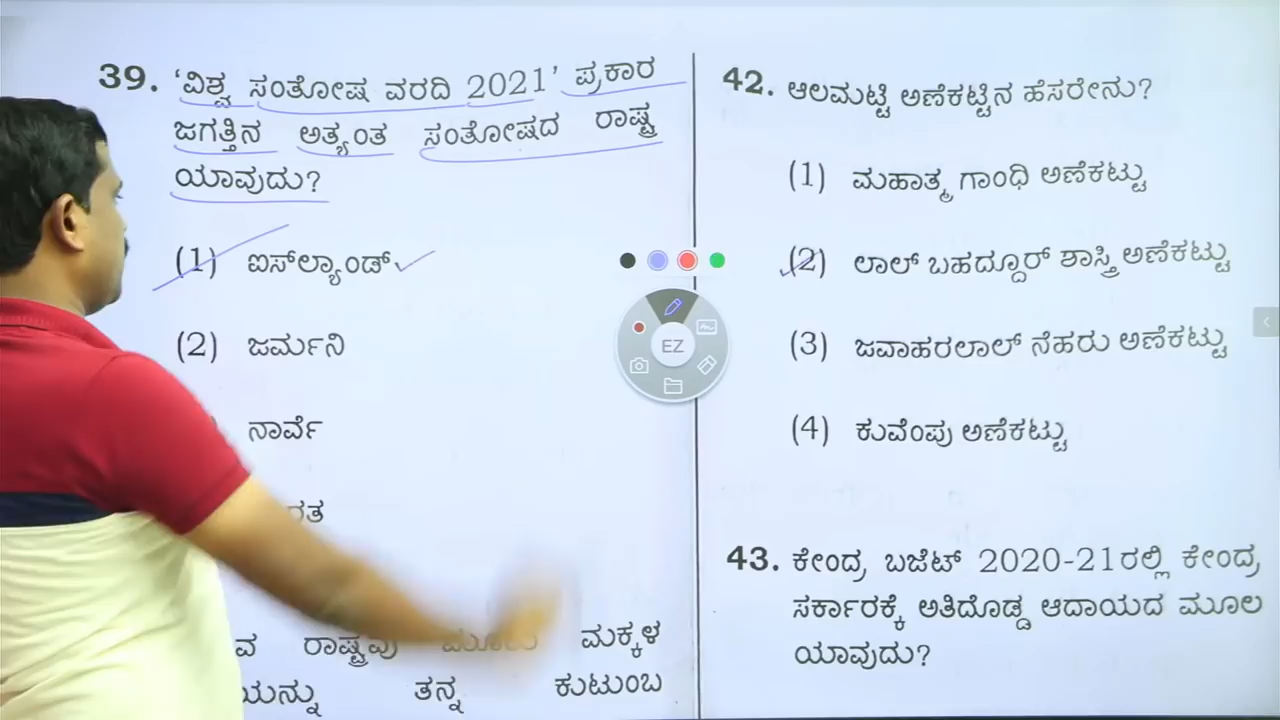 39. 'ವಿಶ್ವ ಸಂತೋಷ ವರದಿ 2021' ಪ್ರಕಾರ
ಜಗತ್ತಿನ ಅತ್ಯಂತ ಸಂತೋಷದ ರಾಷ್ಟ್ರ
ಯಾವುದು?
(1) ಐಸ್‌ಲ್ಯಾಂಡ್
(2) ಜರ್ಮನಿ
ನಾರ್ವೆ
ರಾಷ್ಟ್ರವು ಮಕ್ಕಳ
ತನ್ನ ಕುಟುಂಬ
EZ
42. ಆಲಮಟ್ಟಿ ಅಣೆಕಟ್ಟಿನ ಹೆಸರೇನು?
(1) ಮಹಾತ್ಮ ಗಾಂಧಿ ಅಣೆಕಟ್ಟು
(2) ಲಾಲ್ ಬಹದ್ದೂರ್ ಶಾಸ್ತ್ರಿ ಅಣೆಕಟ್ಟು
(3) ಜವಾಹರಲಾಲ್ ನೆಹರು ಅಣೆಕಟ್ಟು
(4) ಕುವೆಂಪು ಅಣೆಕಟ್ಟು
43. ಕೇಂದ್ರ ಬಜೆಟ್ 2020-21ರಲ್ಲಿ ಕೇಂದ್ರ
ಸರ್ಕಾರಕ್ಕೆ ಅತಿದೊಡ್ಡ ಆದಾಯದ ಮೂಲ
ಯಾವುದು?